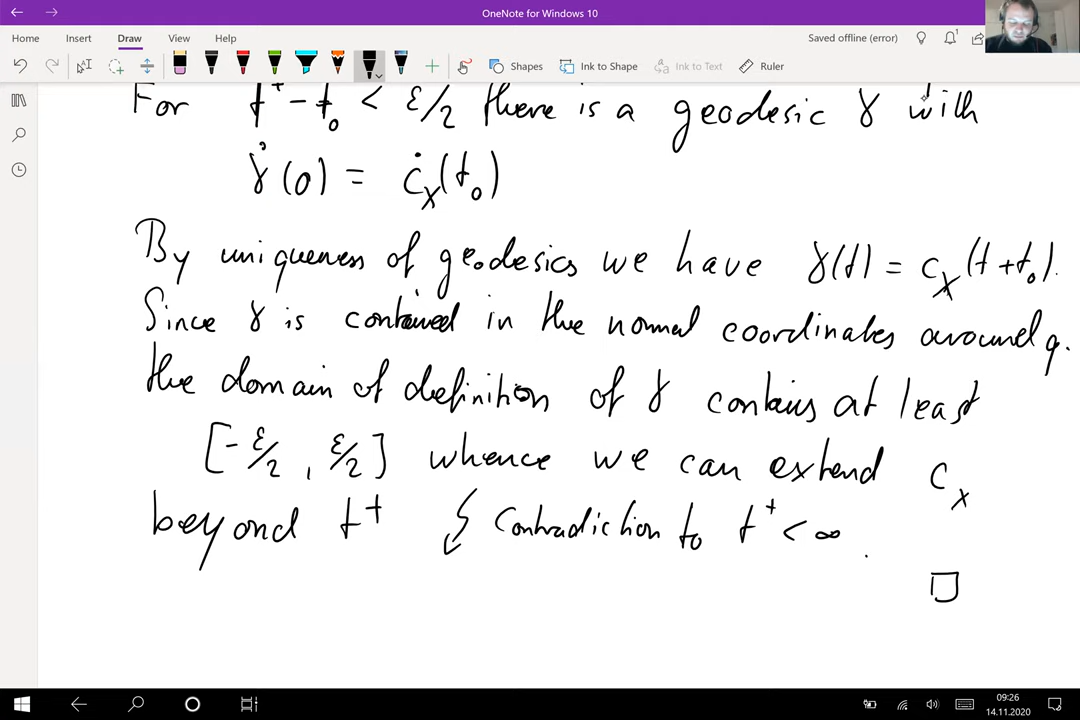 OneNote for Windows 10
Home Insert Draw View Help Saved offline (error)
Shapes Ink to Shape Ink to Text Ruler
For t⁺ - t₀ < ε/2 there is a geodesic γ with
γ̇(0) = ċ_x(t₀)
By uniqueness of geodesics we have γ(t) = c_x(t + t₀).
Since γ is contained in the normal coordinates around q.
the domain of definition of γ contains at least
[-ε/2, ε/2] whence we can extend c_x
beyond t⁺ ↯ contradiction to t⁺ < ∞.
□
09:26
14.11.2020